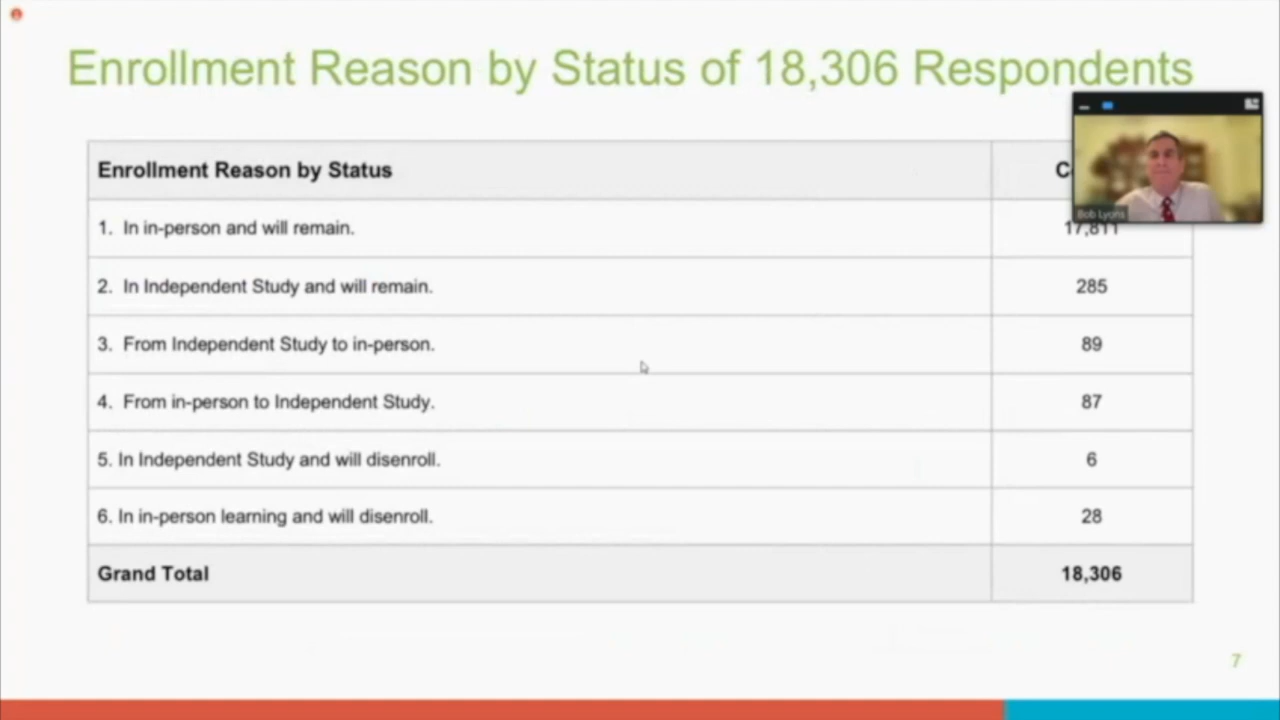 Enrollment Reason by Status of 18,306 Respondents
Enrollment Reason by Status
1. In in-person and will remain. 17,811
2. In Independent Study and will remain. 285
3. From Independent Study to in-person. 89
4. From in-person to Independent Study. 87
5. In Independent Study and will disenroll. 6
6. In in-person learning and will disenroll. 28
Grand Total 18,306
Bob Lyons
7